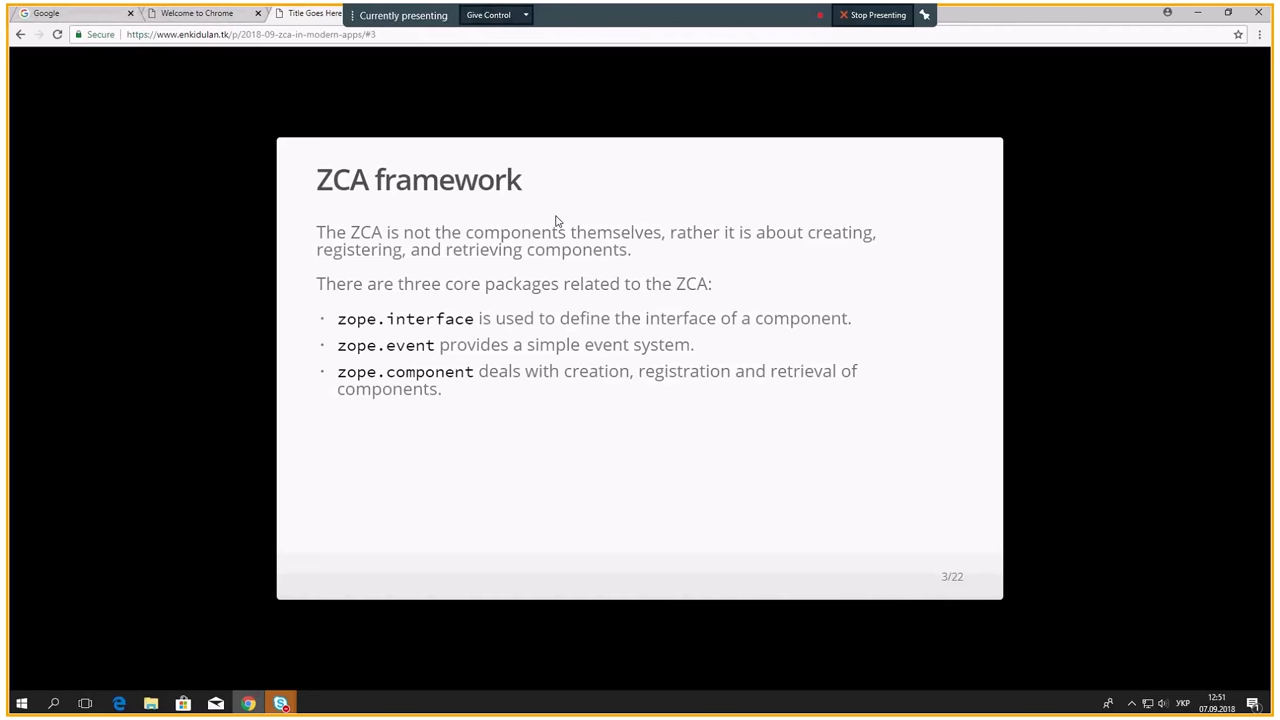 Google
Welcome to Chrome
Title Goes Here
Currently presenting
Give Control
Stop Presenting
Secure
https://www.enkidulan.tk/p/2018-09-zca-in-modern-apps/#3
ZCA framework
The ZCA is not the components themselves, rather it is about creating,
registering, and retrieving components.
There are three core packages related to the ZCA:
· zope.interface is used to define the interface of a component.
· zope.event provides a simple event system.
· zope.component deals with creation, registration and retrieval of
components.
3/22
УКР
12:51
07.09.2018